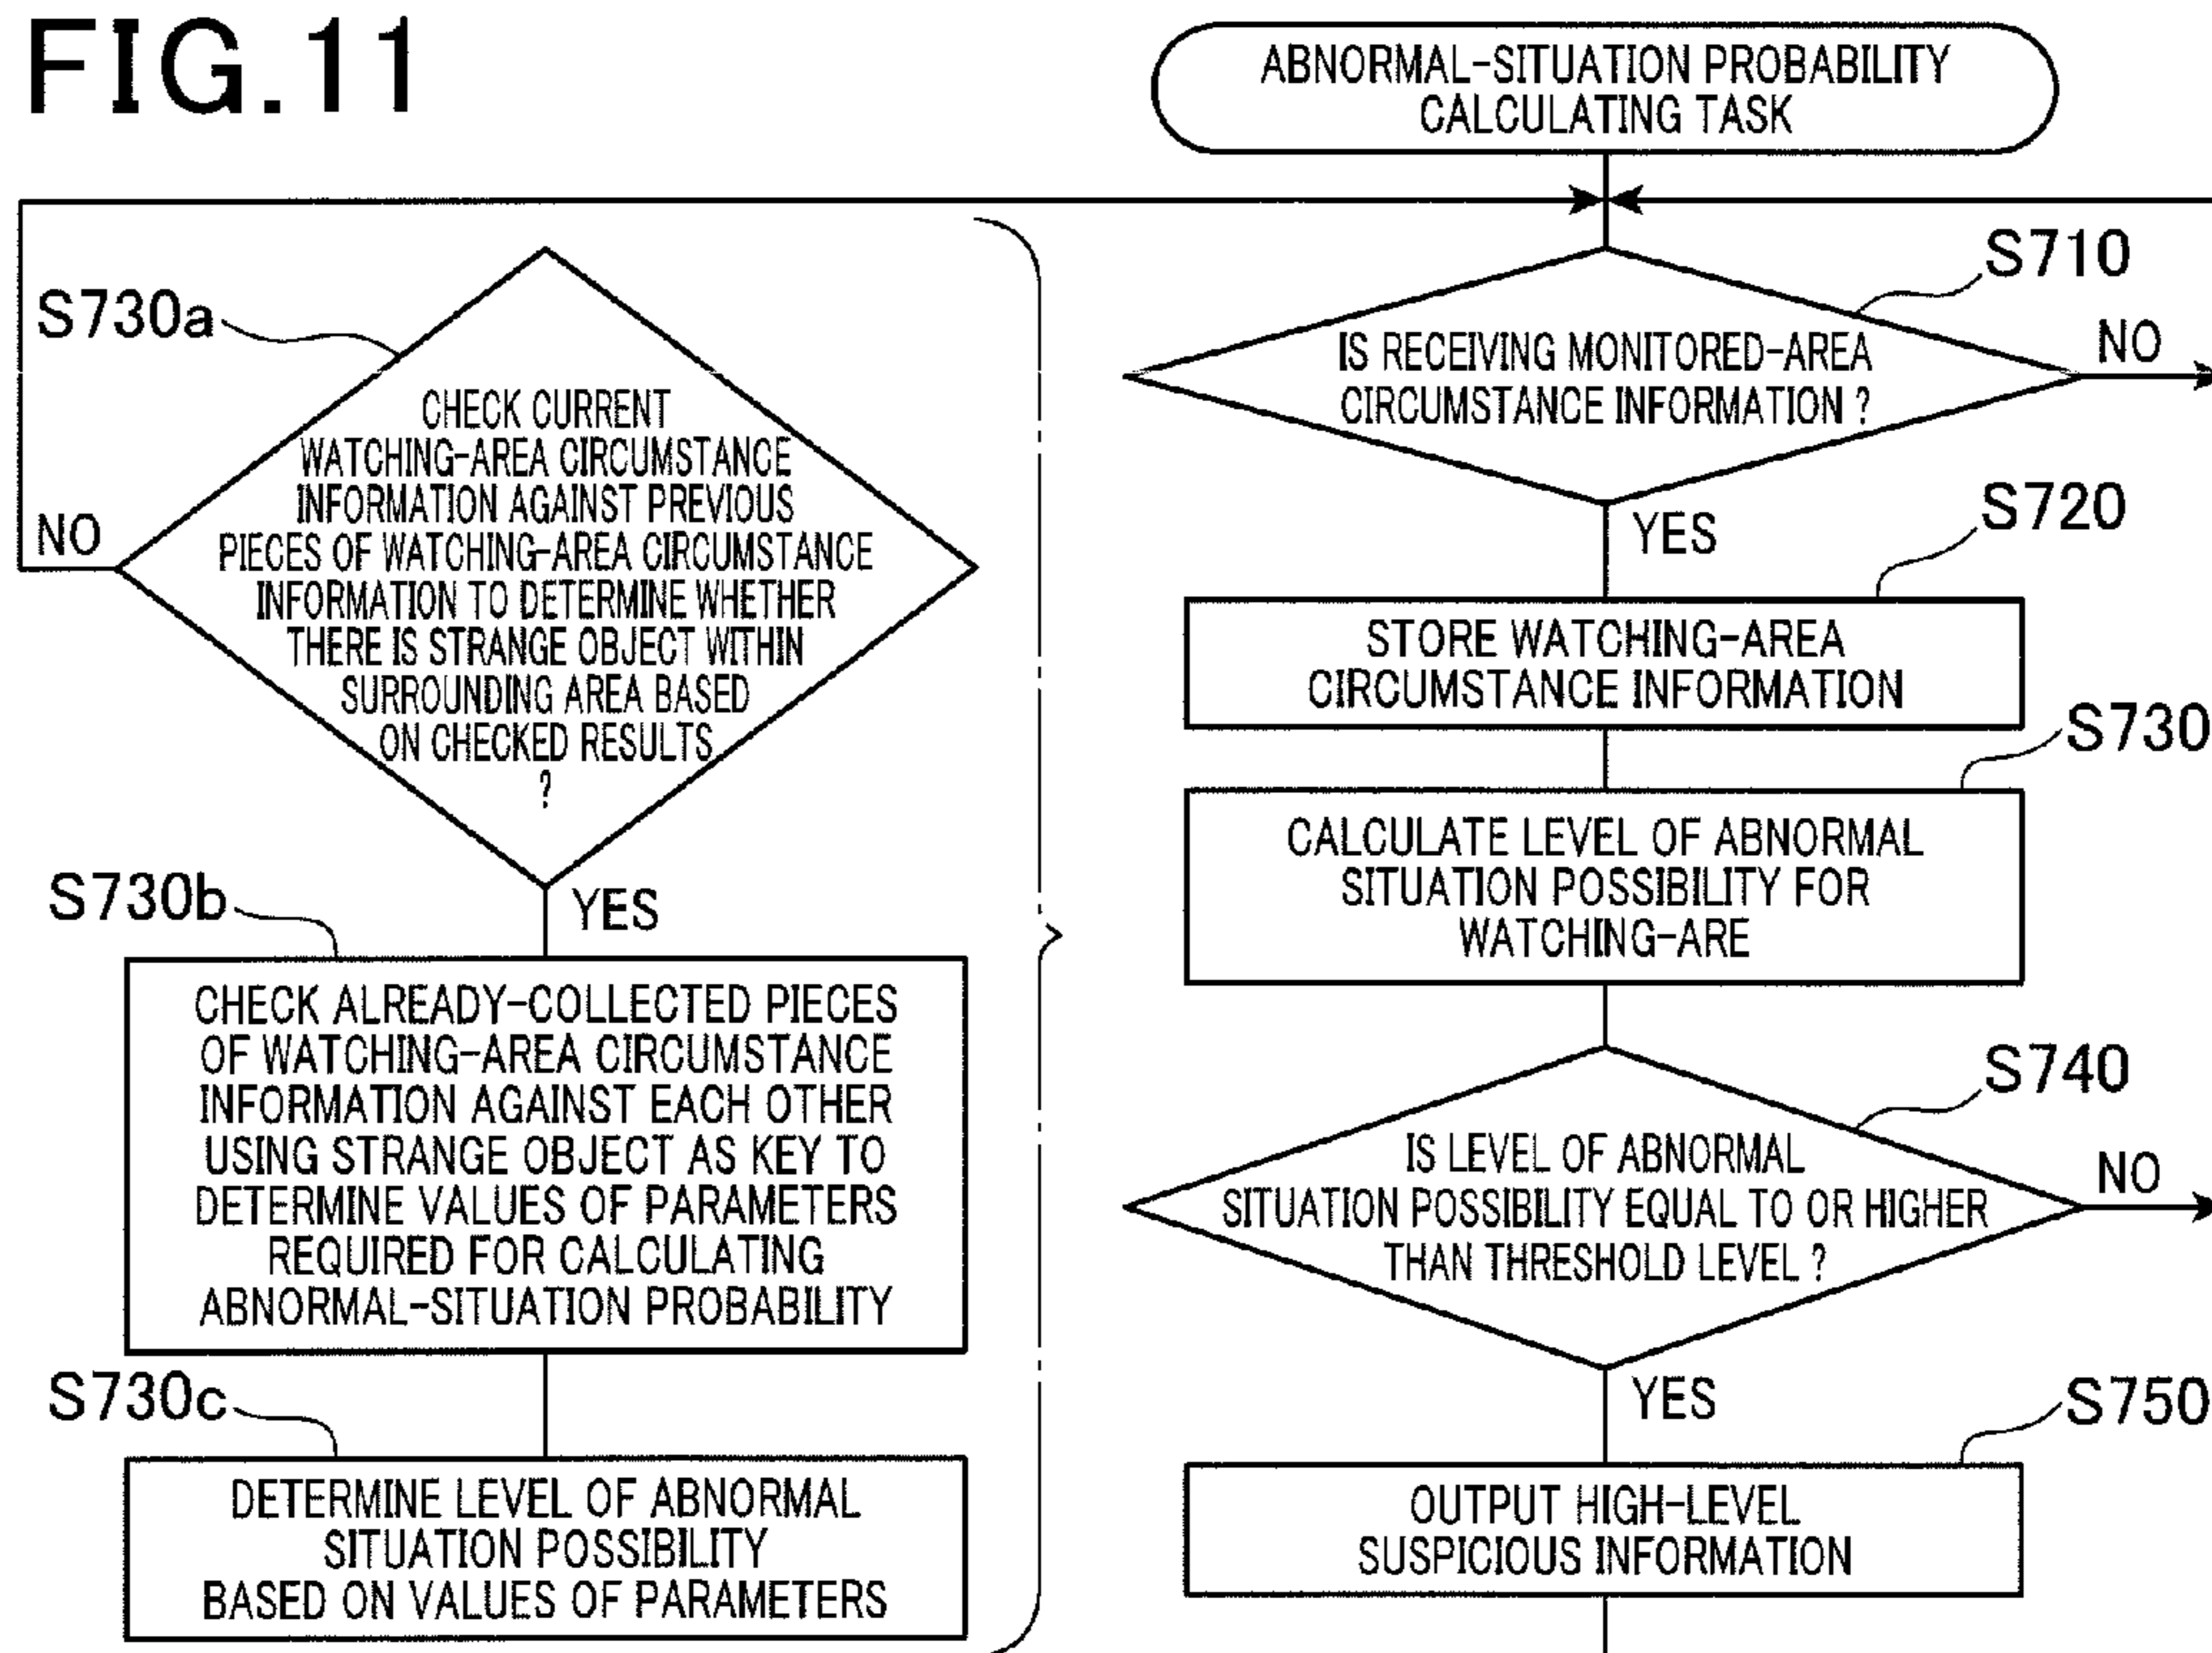 FIG.11
ABNORMAL-SITUATION PROBABILITY
CALCULATING TASK
S710
IS RECEIVING MONITORED-AREA
CIRCUMSTANCE INFORMATION ?
NO
YES
S720
STORE WATCHING-AREA
CIRCUMSTANCE INFORMATION
S730
CALCULATE LEVEL OF ABNORMAL
SITUATION POSSIBILITY FOR
WATCHING-ARE
S740
IS LEVEL OF ABNORMAL
SITUATION POSSIBILITY EQUAL TO OR HIGHER
THAN THRESHOLD LEVEL ?
NO
YES
S750
OUTPUT HIGH-LEVEL
SUSPICIOUS INFORMATION
S730a
CHECK CURRENT
WATCHING-AREA CIRCUMSTANCE
INFORMATION AGAINST PREVIOUS
PIECES OF WATCHING-AREA CIRCUMSTANCE
INFORMATION TO DETERMINE WHETHER
THERE IS STRANGE OBJECT WITHIN
SURROUNDING AREA BASED
ON CHECKED RESULTS
?
NO
YES
S730b
CHECK ALREADY-COLLECTED PIECES
OF WATCHING-AREA CIRCUMSTANCE
INFORMATION AGAINST EACH OTHER
USING STRANGE OBJECT AS KEY TO
DETERMINE VALUES OF PARAMETERS
REQUIRED FOR CALCULATING
ABNORMAL-SITUATION PROBABILITY
S730c
DETERMINE LEVEL OF ABNORMAL
SITUATION POSSIBILITY
BASED ON VALUES OF PARAMETERS